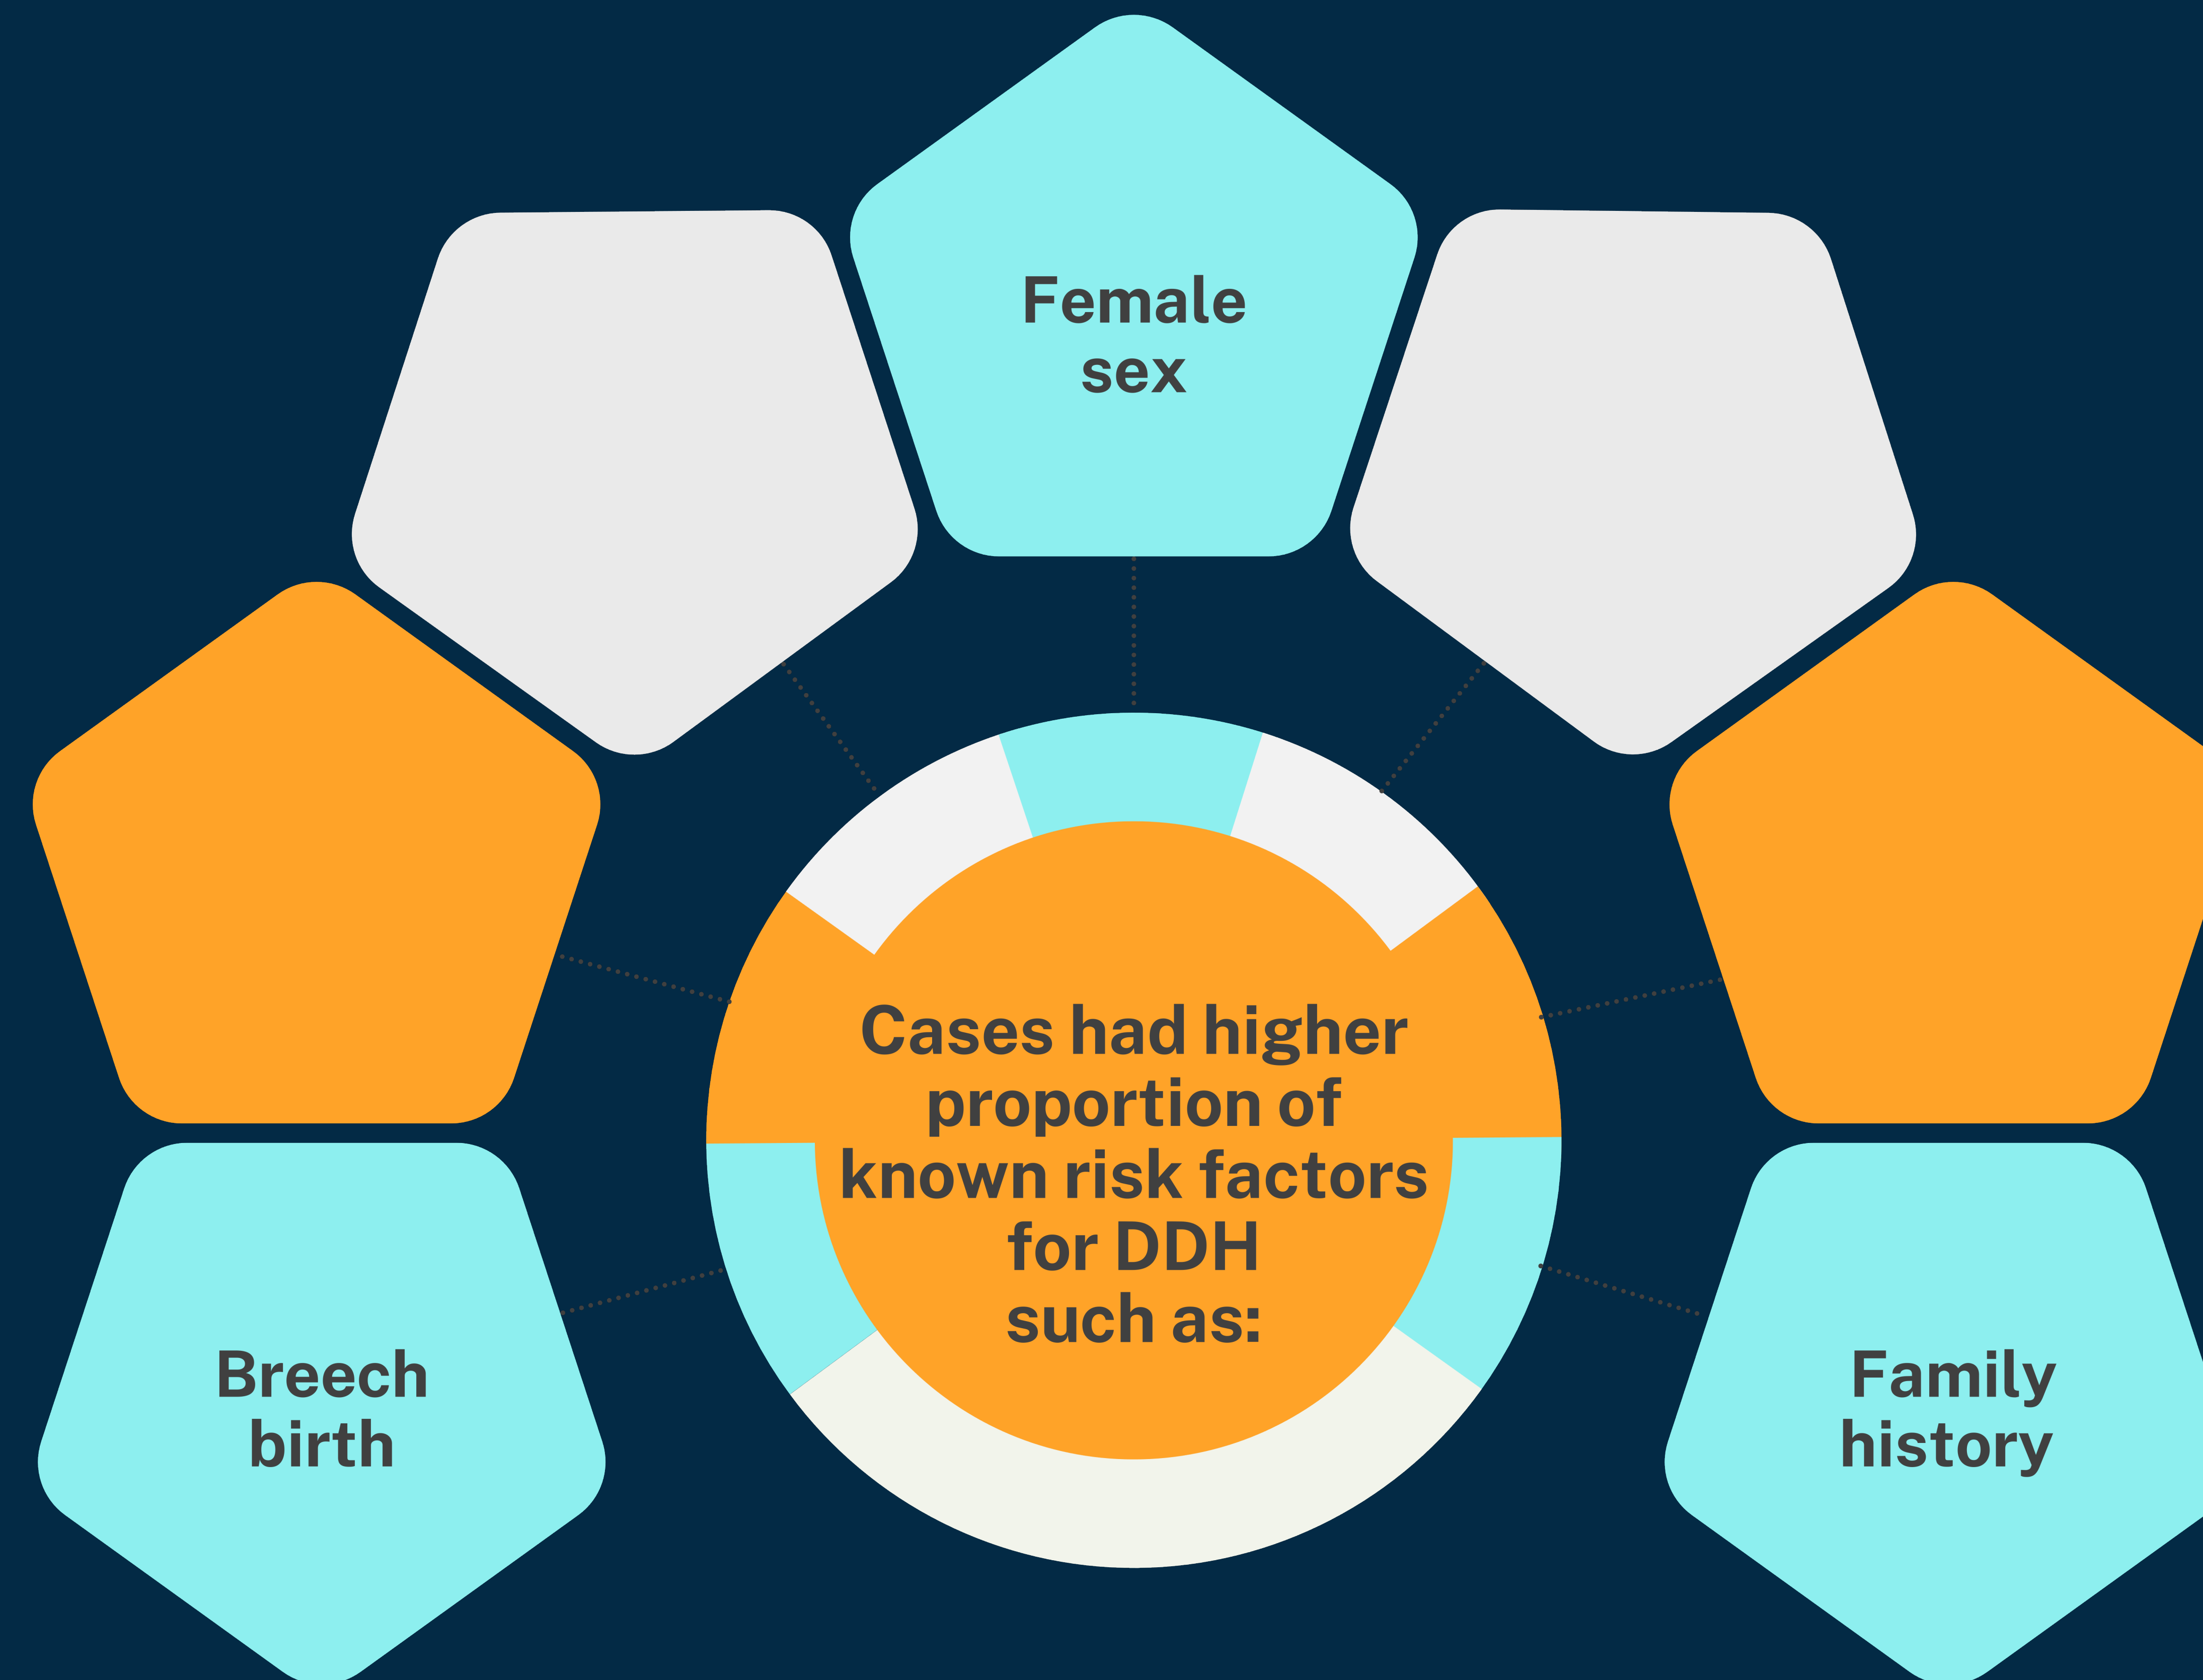 Female
sex
Cases had higher
proportion of
known risk factors
for DDH
such as:
Breech
birth
Family
history